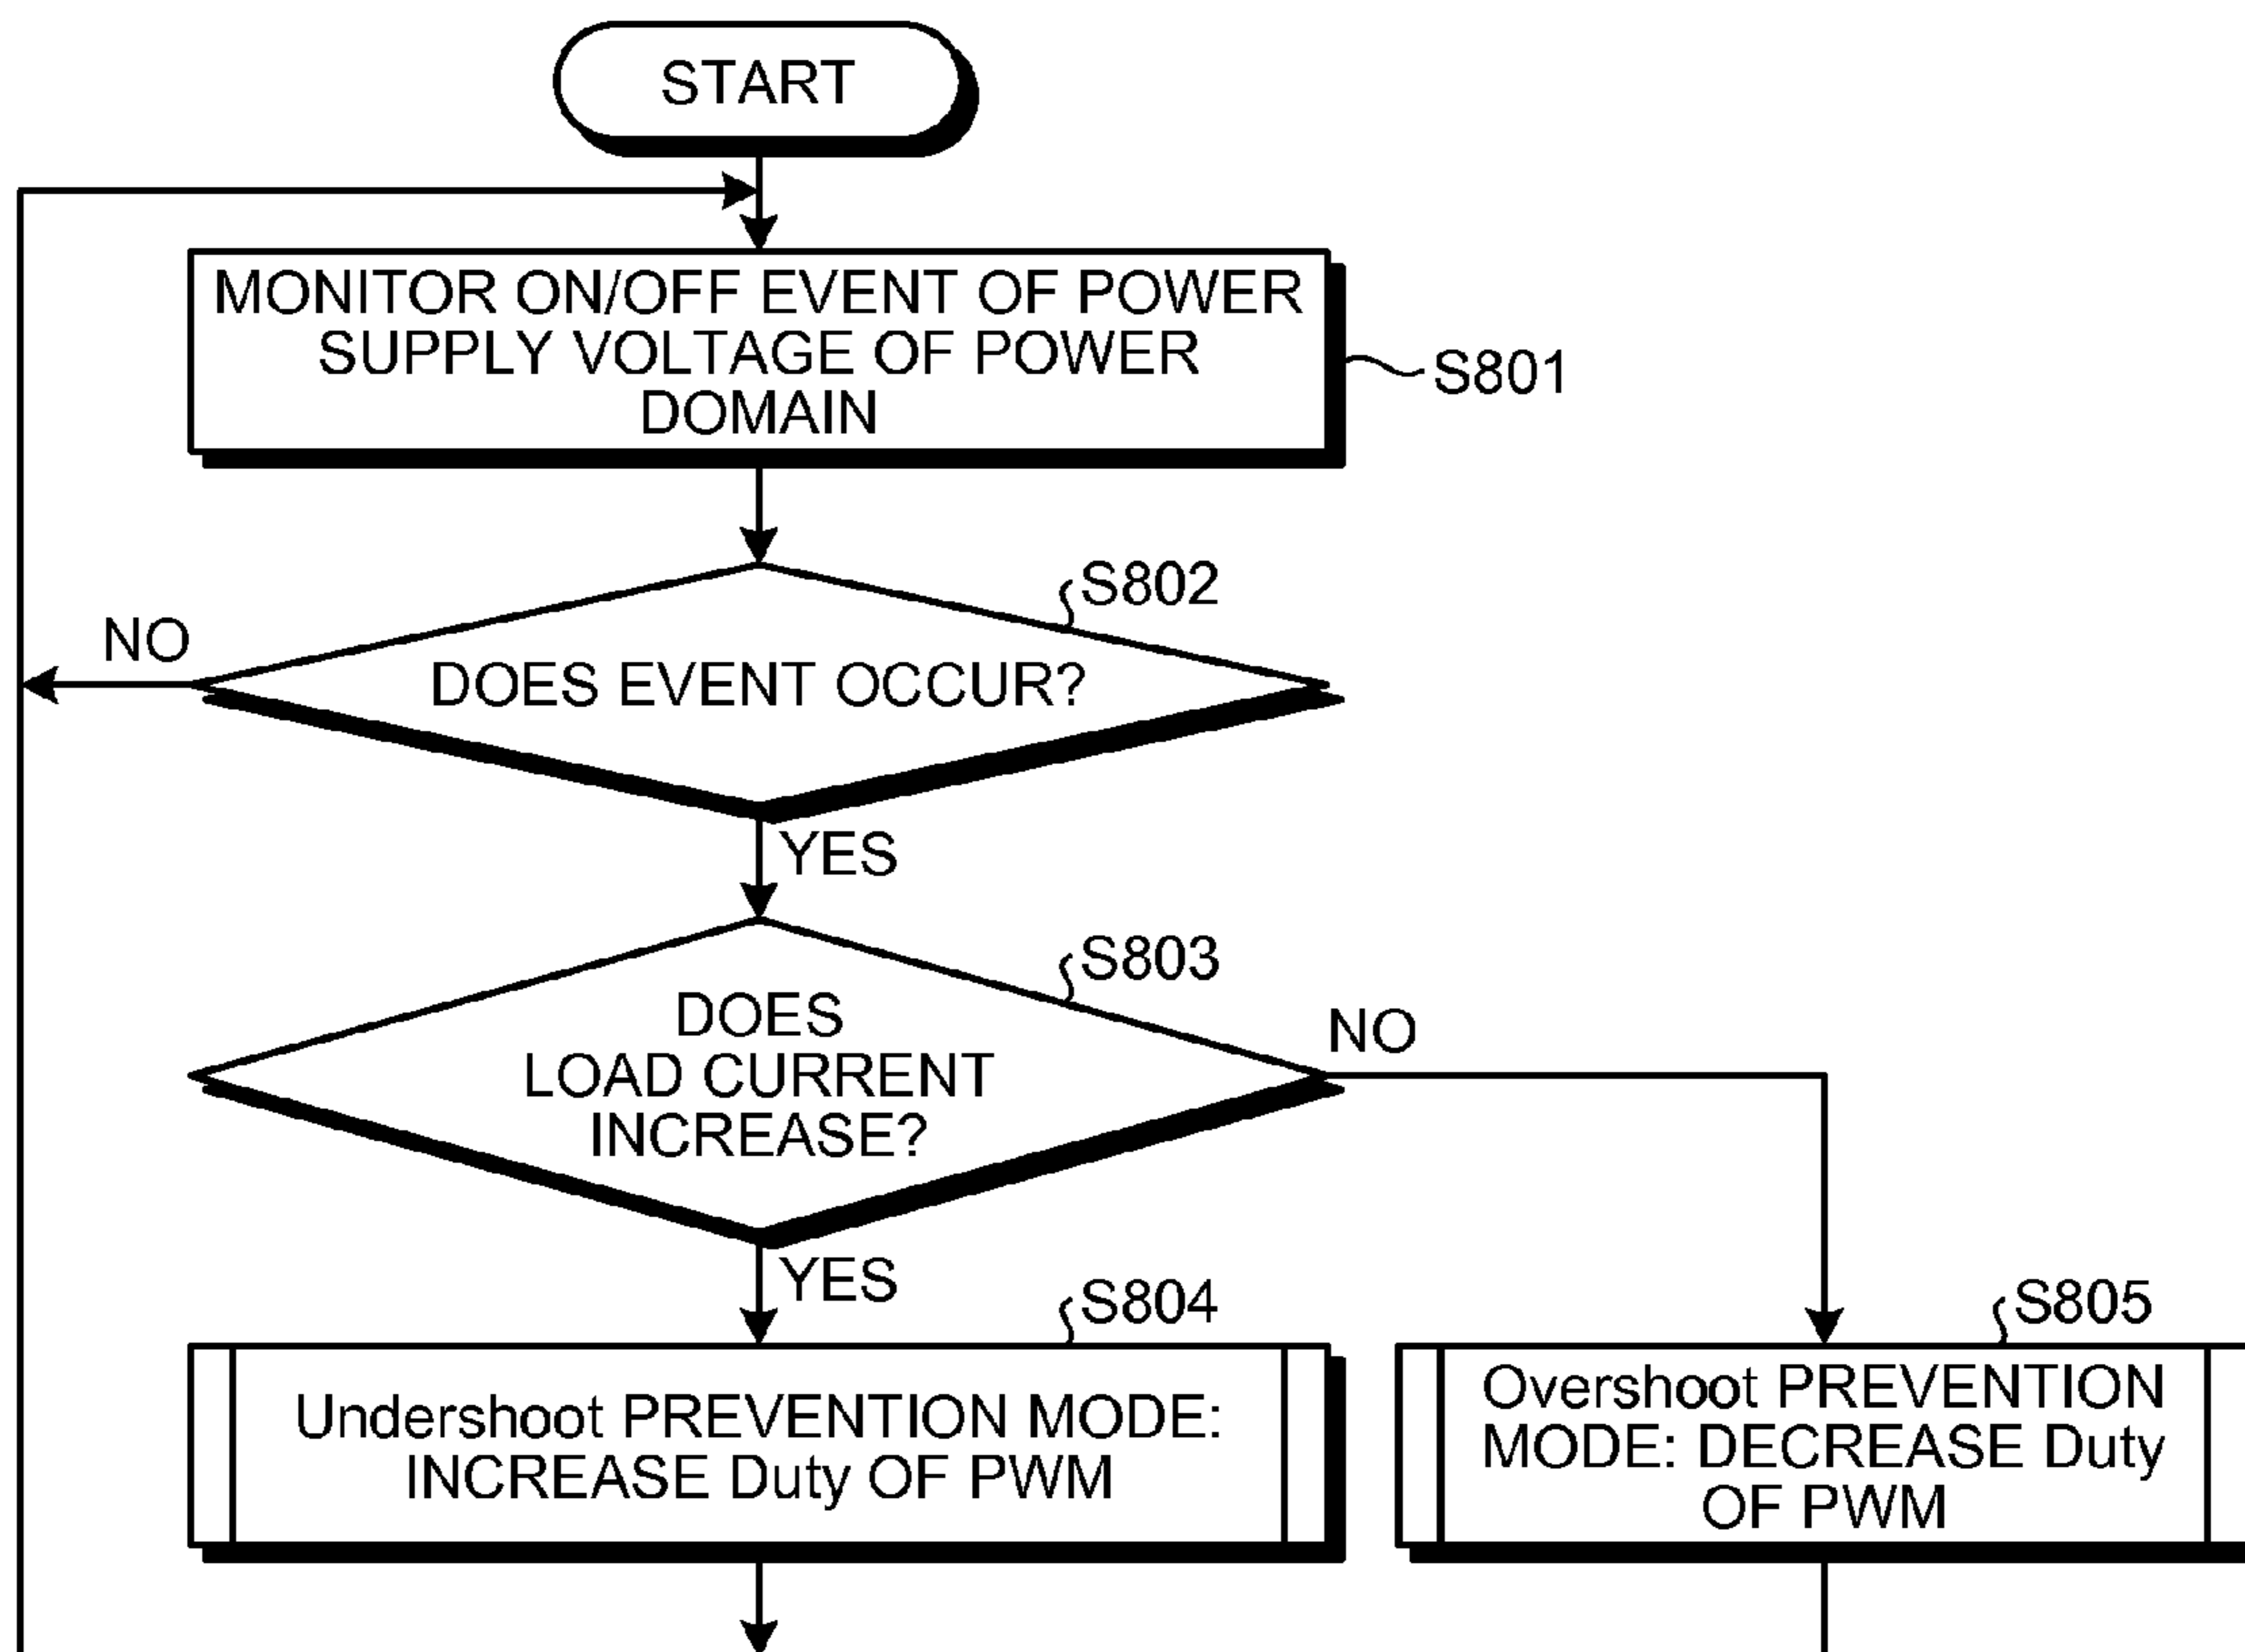 START
MONITOR ON/OFF EVENT OF POWER
SUPPLY VOLTAGE OF POWER
DOMAIN
S801
S802
NO
DOES EVENT OCCUR?
YES
S803
DOES
LOAD CURRENT
INCREASE?
NO
YES
S804
Undershoot PREVENTION MODE:
INCREASE Duty OF PWM
S805
Overshoot PREVENTION
MODE: DECREASE Duty
OF PWM